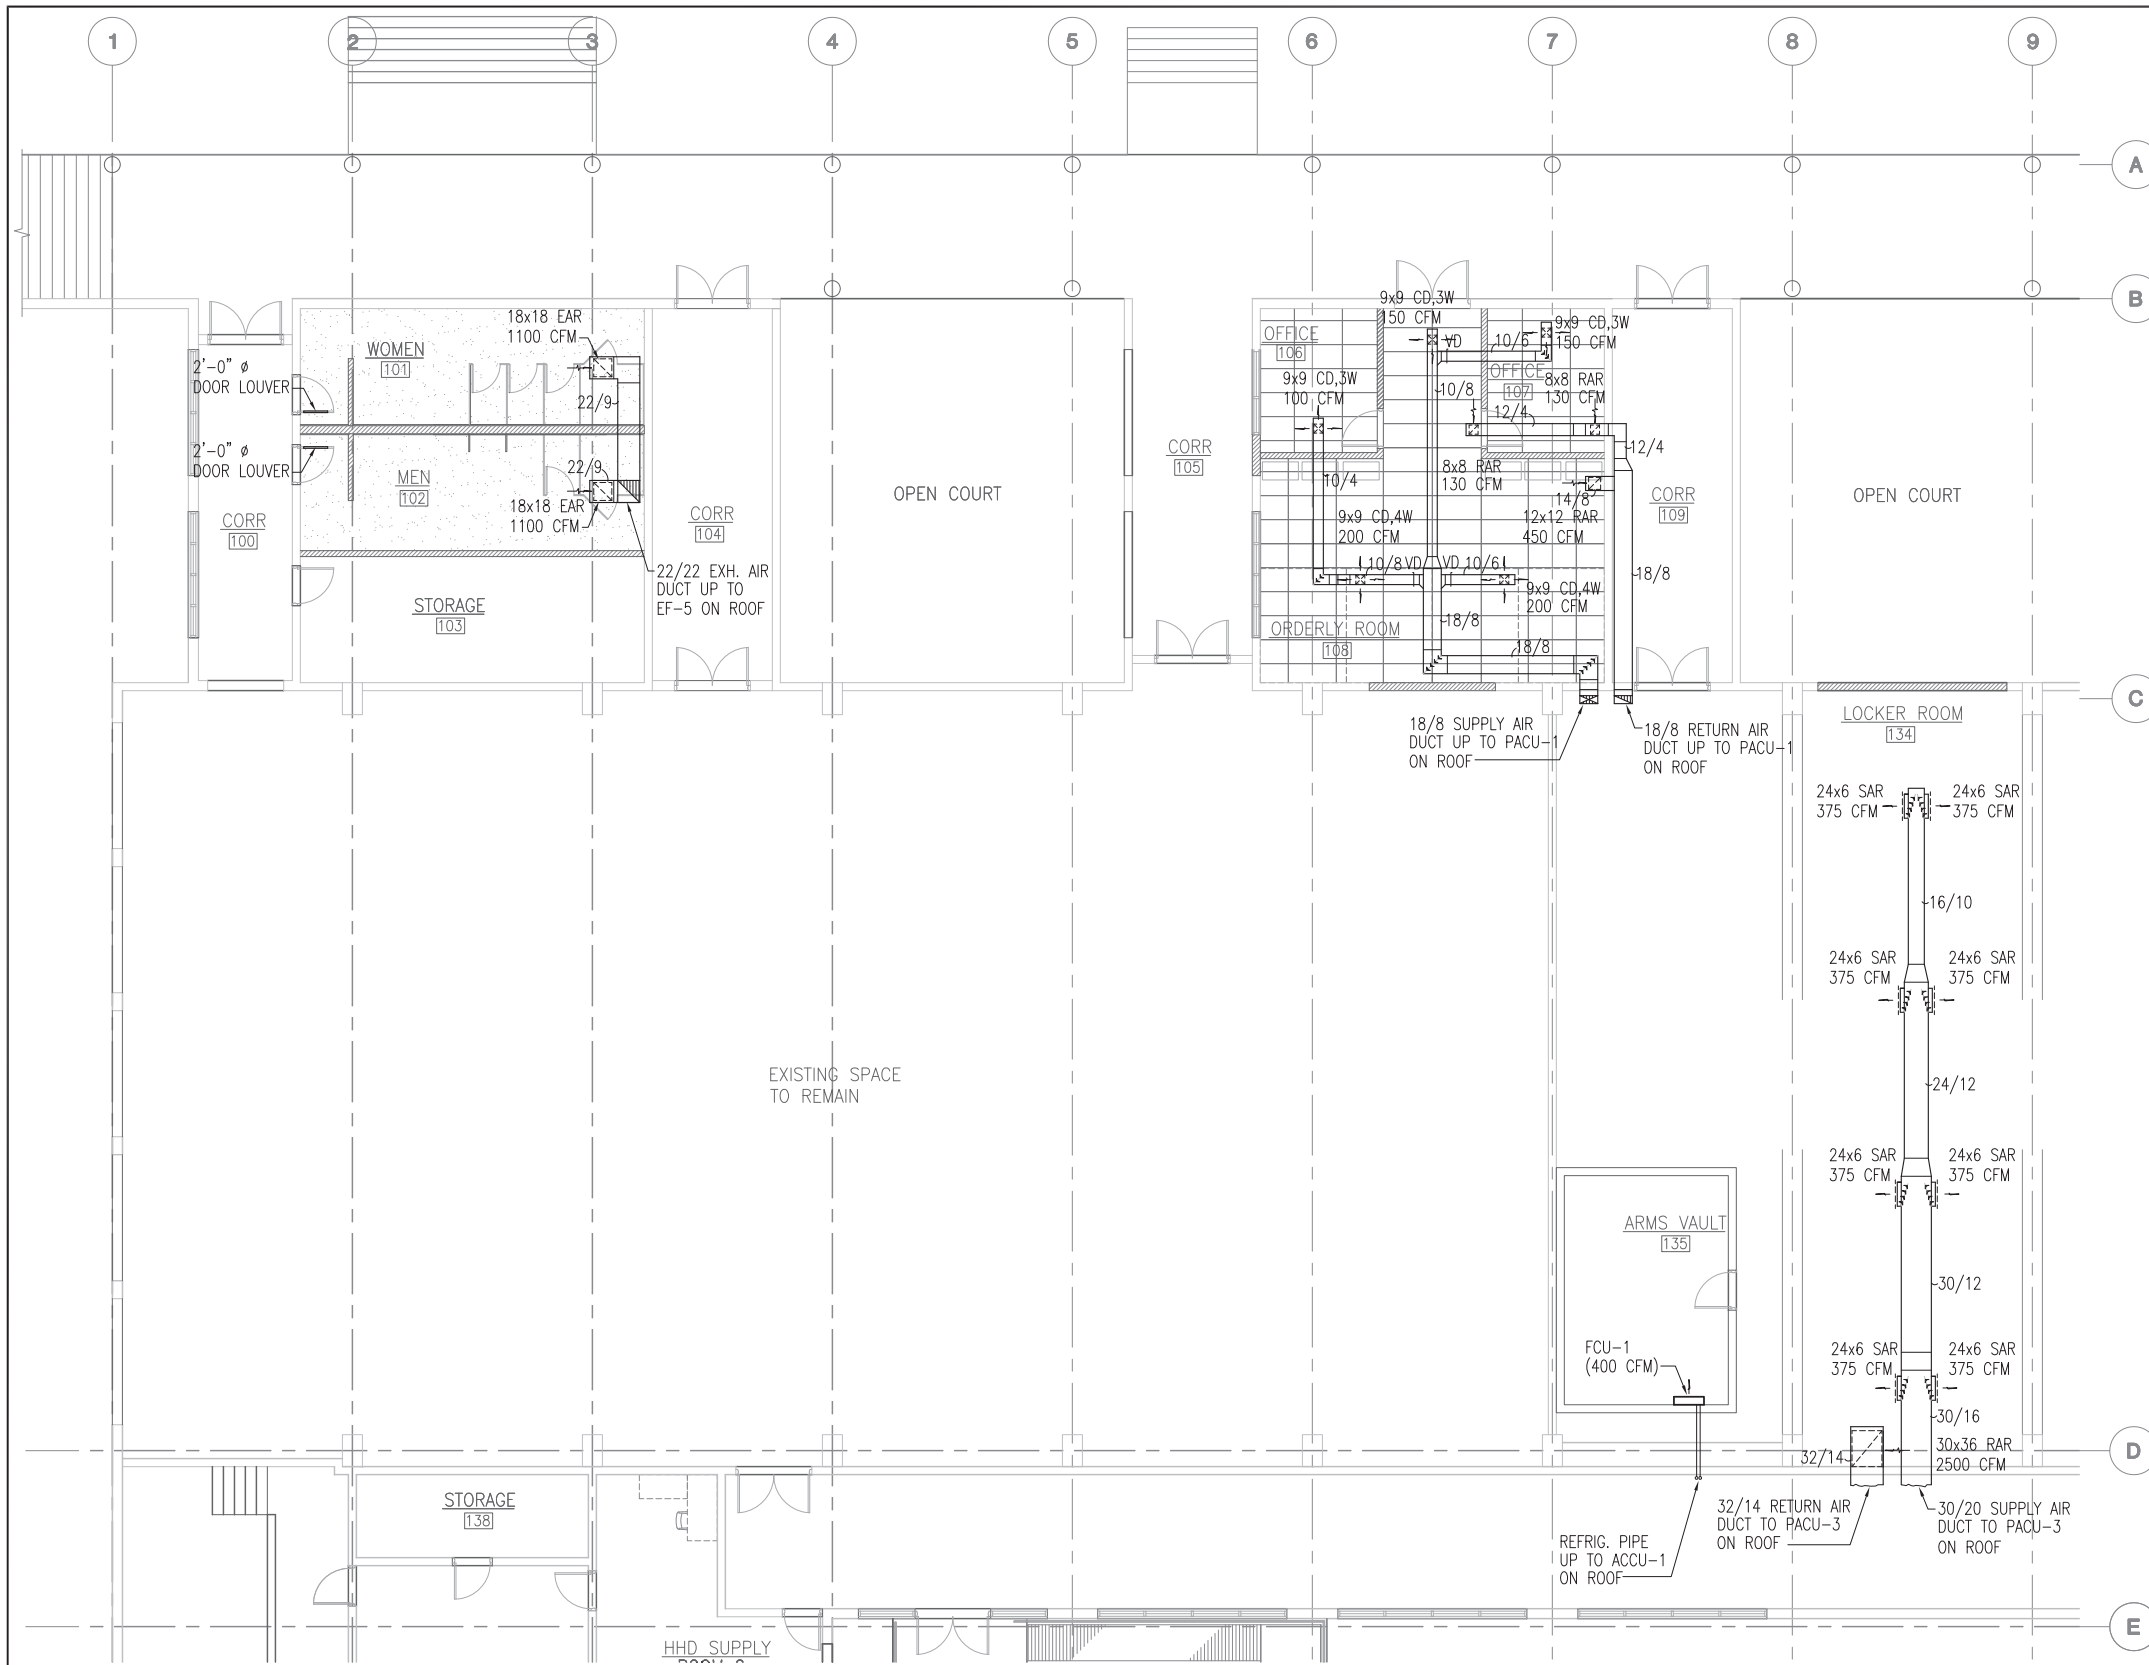 1
2
3
4
5
6
7
8
9
A
B
C
D
E
18x18 EAR
1100 CFM
WOMEN
101
2'-0" ø
DOOR LOUVER
22/9
2'-0" ø
DOOR LOUVER
MEN
102
22/9
18x18 EAR
1100 CFM
CORR
100
CORR
104
22/22 EXH. AIR
DUCT UP TO
EF-5 ON ROOF
STORAGE
103
OPEN COURT
CORR
105
9x9 CD,3W
150 CFM
OFFICE
106
VD
10/6
9x9 CD,3W
150 CFM
OFFICE
107
9x9 CD,3W
100 CFM
10/8
8x8 RAR
130 CFM
12/4
12/4
10/4
8x8 RAR
130 CFM
14/8
9x9 CD,4W
200 CFM
12x12 RAR
450 CFM
CORR
109
OPEN COURT
10/8
VD
VD
10/6
18/8
9x9 CD,4W
200 CFM
18/8
ORDERLY ROOM
108
18/8
18/8 SUPPLY AIR
DUCT UP TO PACU-1
ON ROOF
18/8 RETURN AIR
DUCT UP TO PACU-1
ON ROOF
LOCKER ROOM
134
24x6 SAR
375 CFM
24x6 SAR
375 CFM
16/10
24x6 SAR
375 CFM
24x6 SAR
375 CFM
EXISTING SPACE
TO REMAIN
24/12
24x6 SAR
375 CFM
24x6 SAR
375 CFM
ARMS VAULT
135
30/12
FCU-1
(400 CFM)
24x6 SAR
375 CFM
24x6 SAR
375 CFM
30/16
32/14
30x36 RAR
2500 CFM
STORAGE
138
32/14 RETURN AIR
DUCT TO PACU-3
ON ROOF
30/20 SUPPLY AIR
DUCT TO PACU-3
ON ROOF
REFRIG. PIPE
UP TO ACCU-1
ON ROOF
HHD SUPPLY